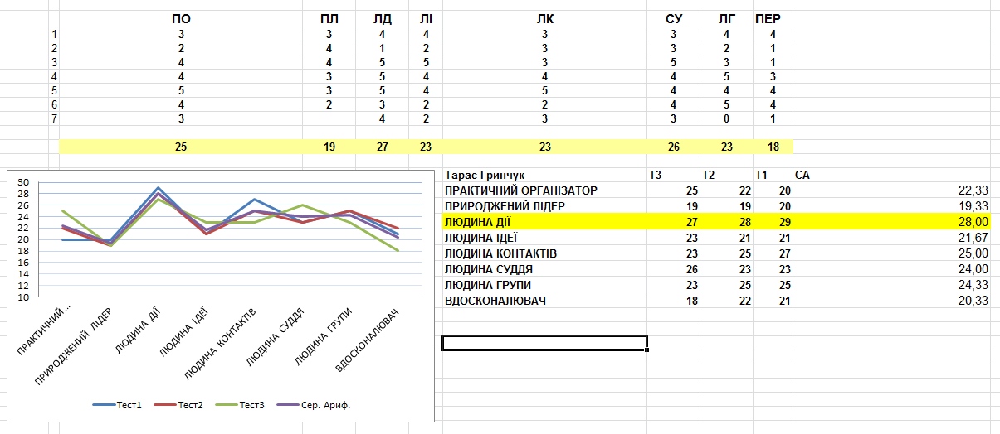 ПО ПЛ ЛД ЛІ ЛК СУ ЛГ ПЕР
1 3 3 4 4 3 3 4 4
2 2 4 1 2 3 3 2 1
3 4 4 5 5 3 5 3 1
4 4 3 5 4 4 4 5 3
5 5 3 5 4 5 4 4 4
6 4 2 3 2 2 4 5 4
7 3 4 2 3 3 0 1
25 19 27 23 23 26 23 18
Тарас Гринчук Т3 Т2 Т1 СА
ПРАКТИЧНИЙ ОРГАНІЗАТОР 25 22 20 22,33
ПРИРОДЖЕНИЙ ЛІДЕР 19 19 20 19,33
ЛЮДИНА ДІЇ 27 28 29 28,00
ЛЮДИНА ІДЕЇ 23 21 21 21,67
ЛЮДИНА КОНТАКТІВ 23 25 27 25,00
ЛЮДИНА СУДДЯ 26 23 23 24,00
ЛЮДИНА ГРУПИ 23 25 25 24,33
ВДОСКОНАЛЮВАЧ 18 22 21 20,33
30
28
26
24
22
20
18
16
14
12
10
ПРАКТИЧНИЙ ...
ПРИРОДЖЕНИЙ ЛІДЕР
ЛЮДИНА ДІЇ
ЛЮДИНА ІДЕЇ
ЛЮДИНА КОНТАКТІВ
ЛЮДИНА СУДДЯ
ЛЮДИНА ГРУПИ
ВДОСКОНАЛЮВАЧ
Тест1 Тест2 Тест3 Сер. Ариф.